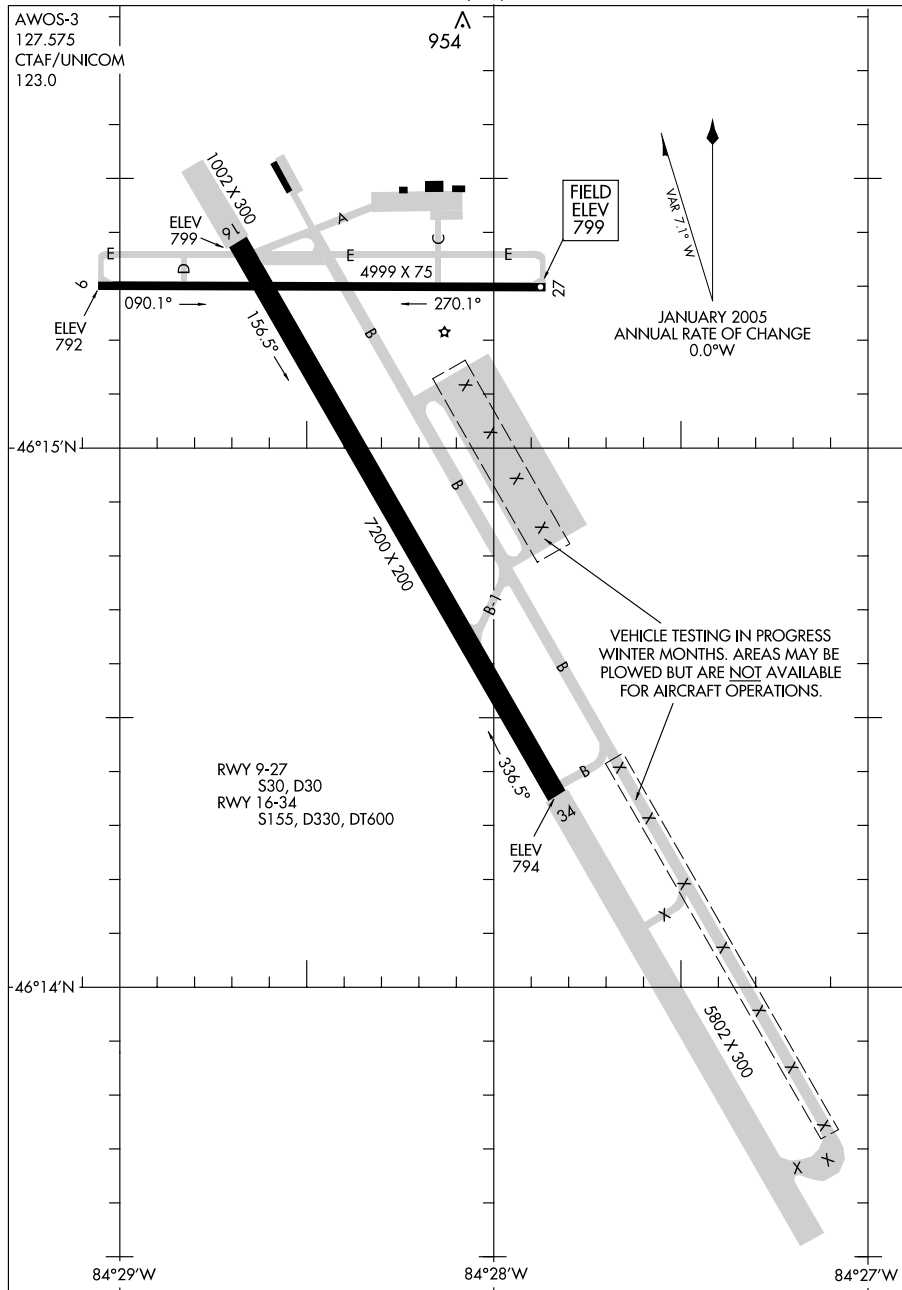 AWOS-3
127.575
CTAF/UNICOM
123.0
954
1002 X 300
ELEV
799
16
A
FIELD
ELEV
799
VAR 7.1° W
JANUARY 2005
ANNUAL RATE OF CHANGE
0.0°W
E
D
E
C
E
4999 X 75
9
27
090.1°
270.1°
ELEV
792
156.5°
B
46°15'N
B
7200 X 200
B-1
VEHICLE TESTING IN PROGRESS
WINTER MONTHS. AREAS MAY BE
PLOWED BUT ARE NOT AVAILABLE
FOR AIRCRAFT OPERATIONS.
B
336.5°
B
RWY 9-27
S30, D30
RWY 16-34
S155, D330, DT600
34
ELEV
794
X
X
X
X
X
X
X
X
X
X
X
X
X
X
46°14'N
5802 X 300
84°29'W
84°28'W
84°27'W